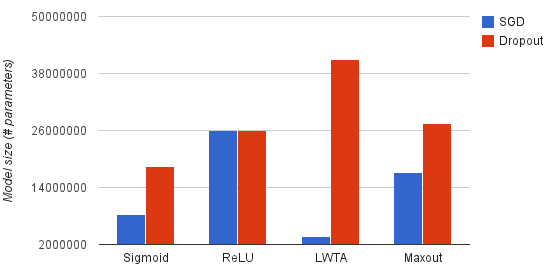 50000000
38000000
26000000
14000000
2000000
Model size (# parameters)
Sigmoid
ReLU
LWTA
Maxout
SGD
Dropout